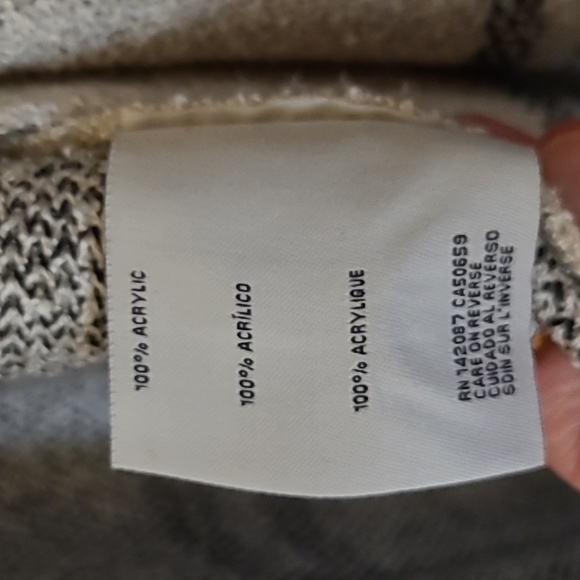 100% ACRYLIC
100% ACRÍLICO
100% ACRYLIQUE
RN 142087 CA50659
CARE ON REVERSE
CUIDADO AL REVERSO
SOIN SUR L'INVERSE